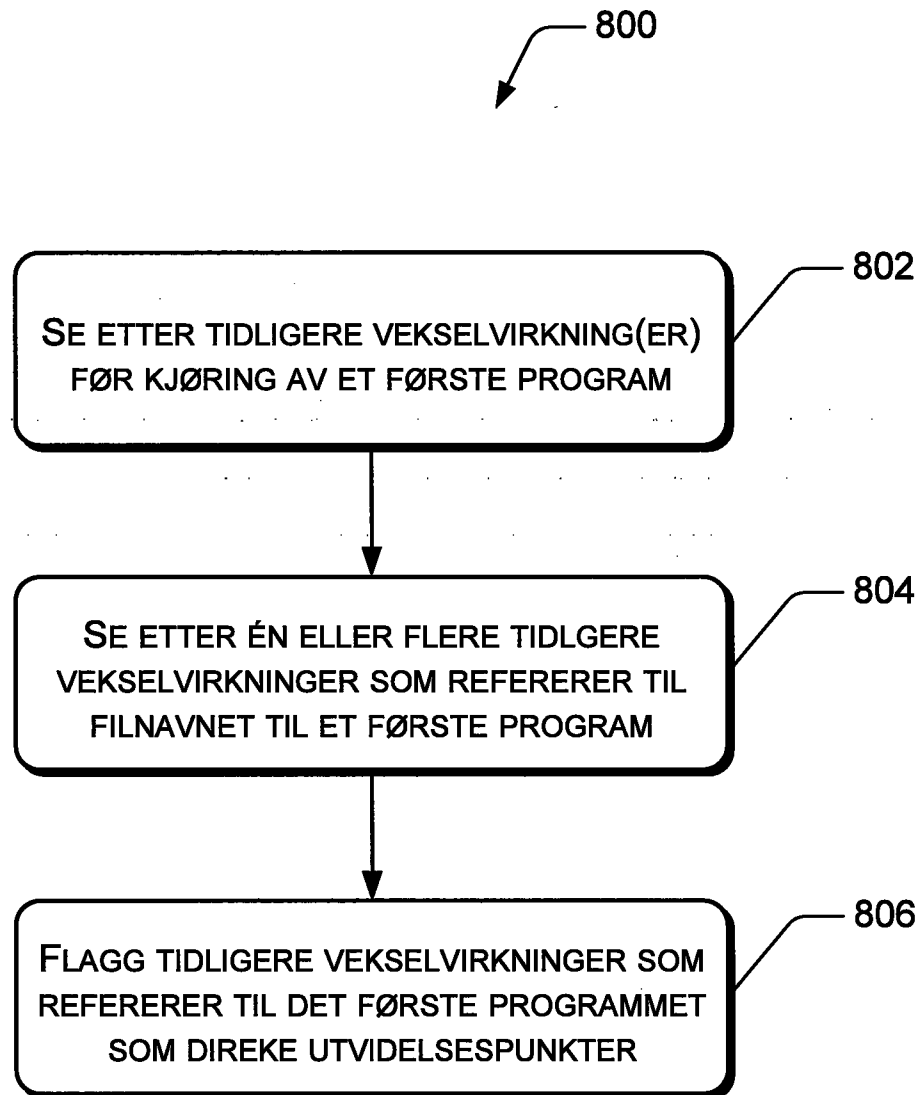 800
802
SE ETTER TIDLIGERE VEKSELVIRKNING(ER)
FØR KJØRING AV ET FØRSTE PROGRAM
804
SE ETTER ÉN ELLER FLERE TIDLGERE
VEKSELVIRKNINGER SOM REFERERER TIL
FILNAVNET TIL ET FØRSTE PROGRAM
806
FLAGG TIDLIGERE VEKSELVIRKNINGER SOM
REFERERER TIL DET FØRSTE PROGRAMMET
SOM DIREKE UTVIDELSESPUNKTER